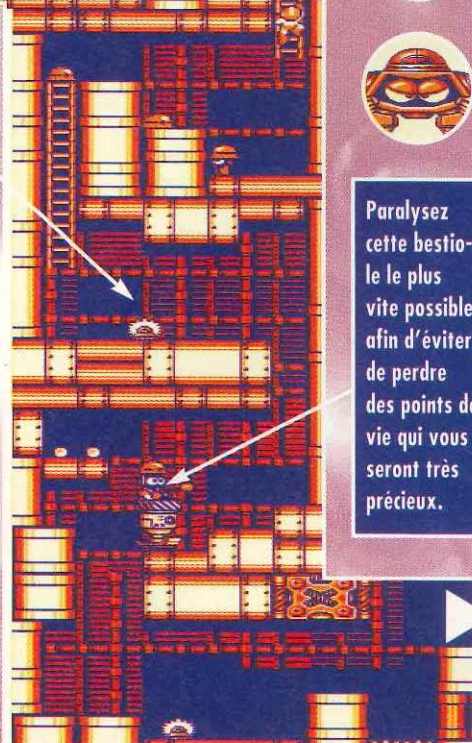 Paralysez
cette bestio-
le le plus
vite possible
afin d'éviter
de perdre
des points de
vie qui vous
seront très
précieux.